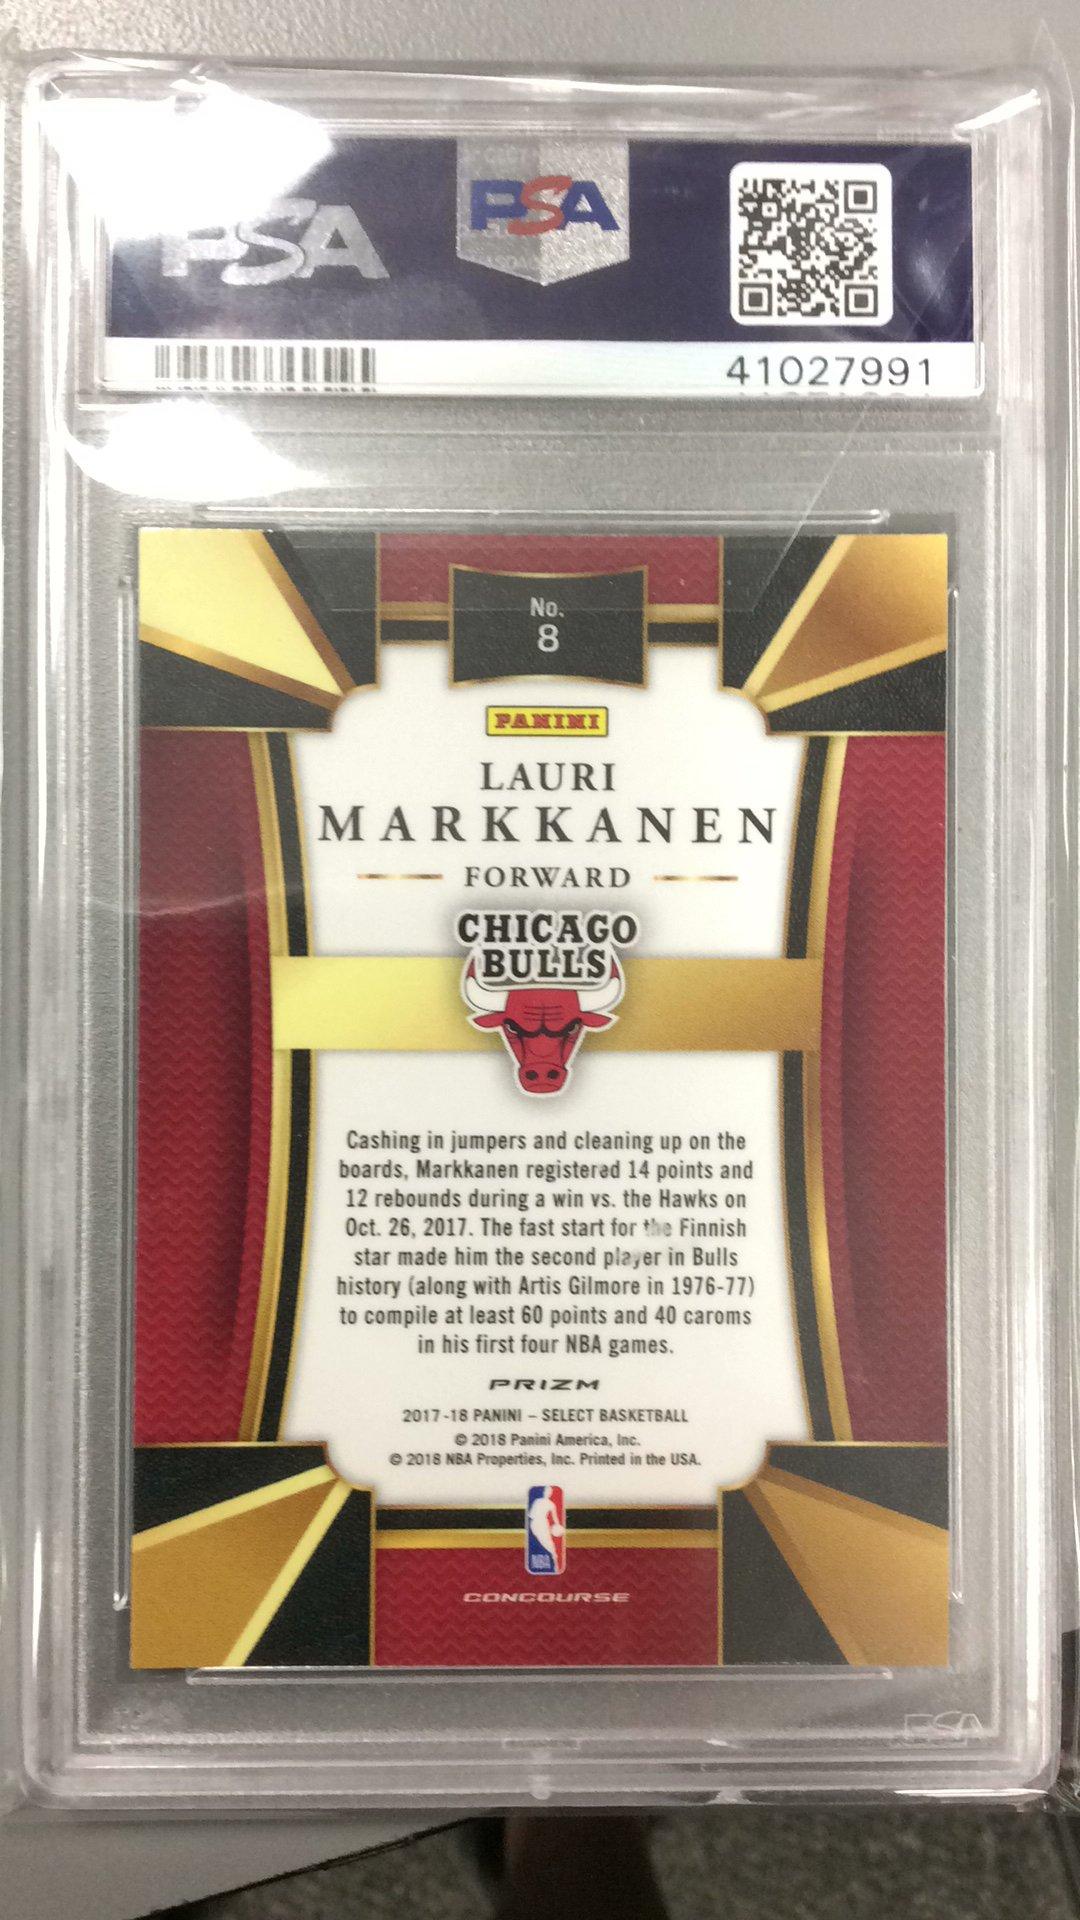 PSA
PSA
41027991
No.
8
PANINI
LAURI
MARKKANEN
FORWARD
CHICAGO
BULLS
Cashing in jumpers and cleaning up on the
boards, Markkanen registered 14 points and
12 rebounds during a win vs. the Hawks on
Oct. 26, 2017. The fast start for the Finnish
star made him the second player in Bulls
history (along with Artis Gilmore in 1976-77)
to compile at least 60 points and 40 caroms
in his first four NBA games.
PRIZM
2017-18 PANINI – SELECT BASKETBALL
© 2018 Panini America, Inc.
© 2018 NBA Properties, Inc. Printed in the USA.
NBA
CONCOURSE
PSA